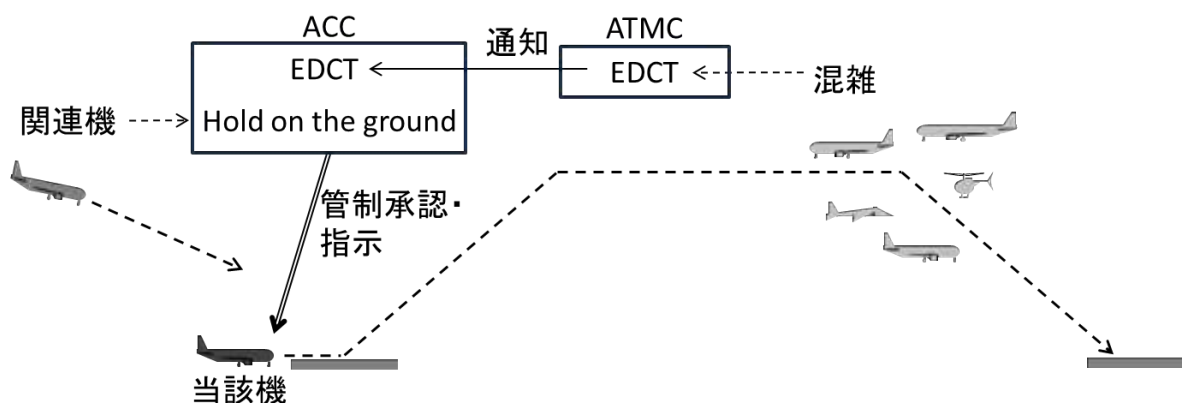 ACC
ATMC
通知
EDCT
EDCT
混雑
関連機
Hold on the ground
管制承認・
指示
当該機